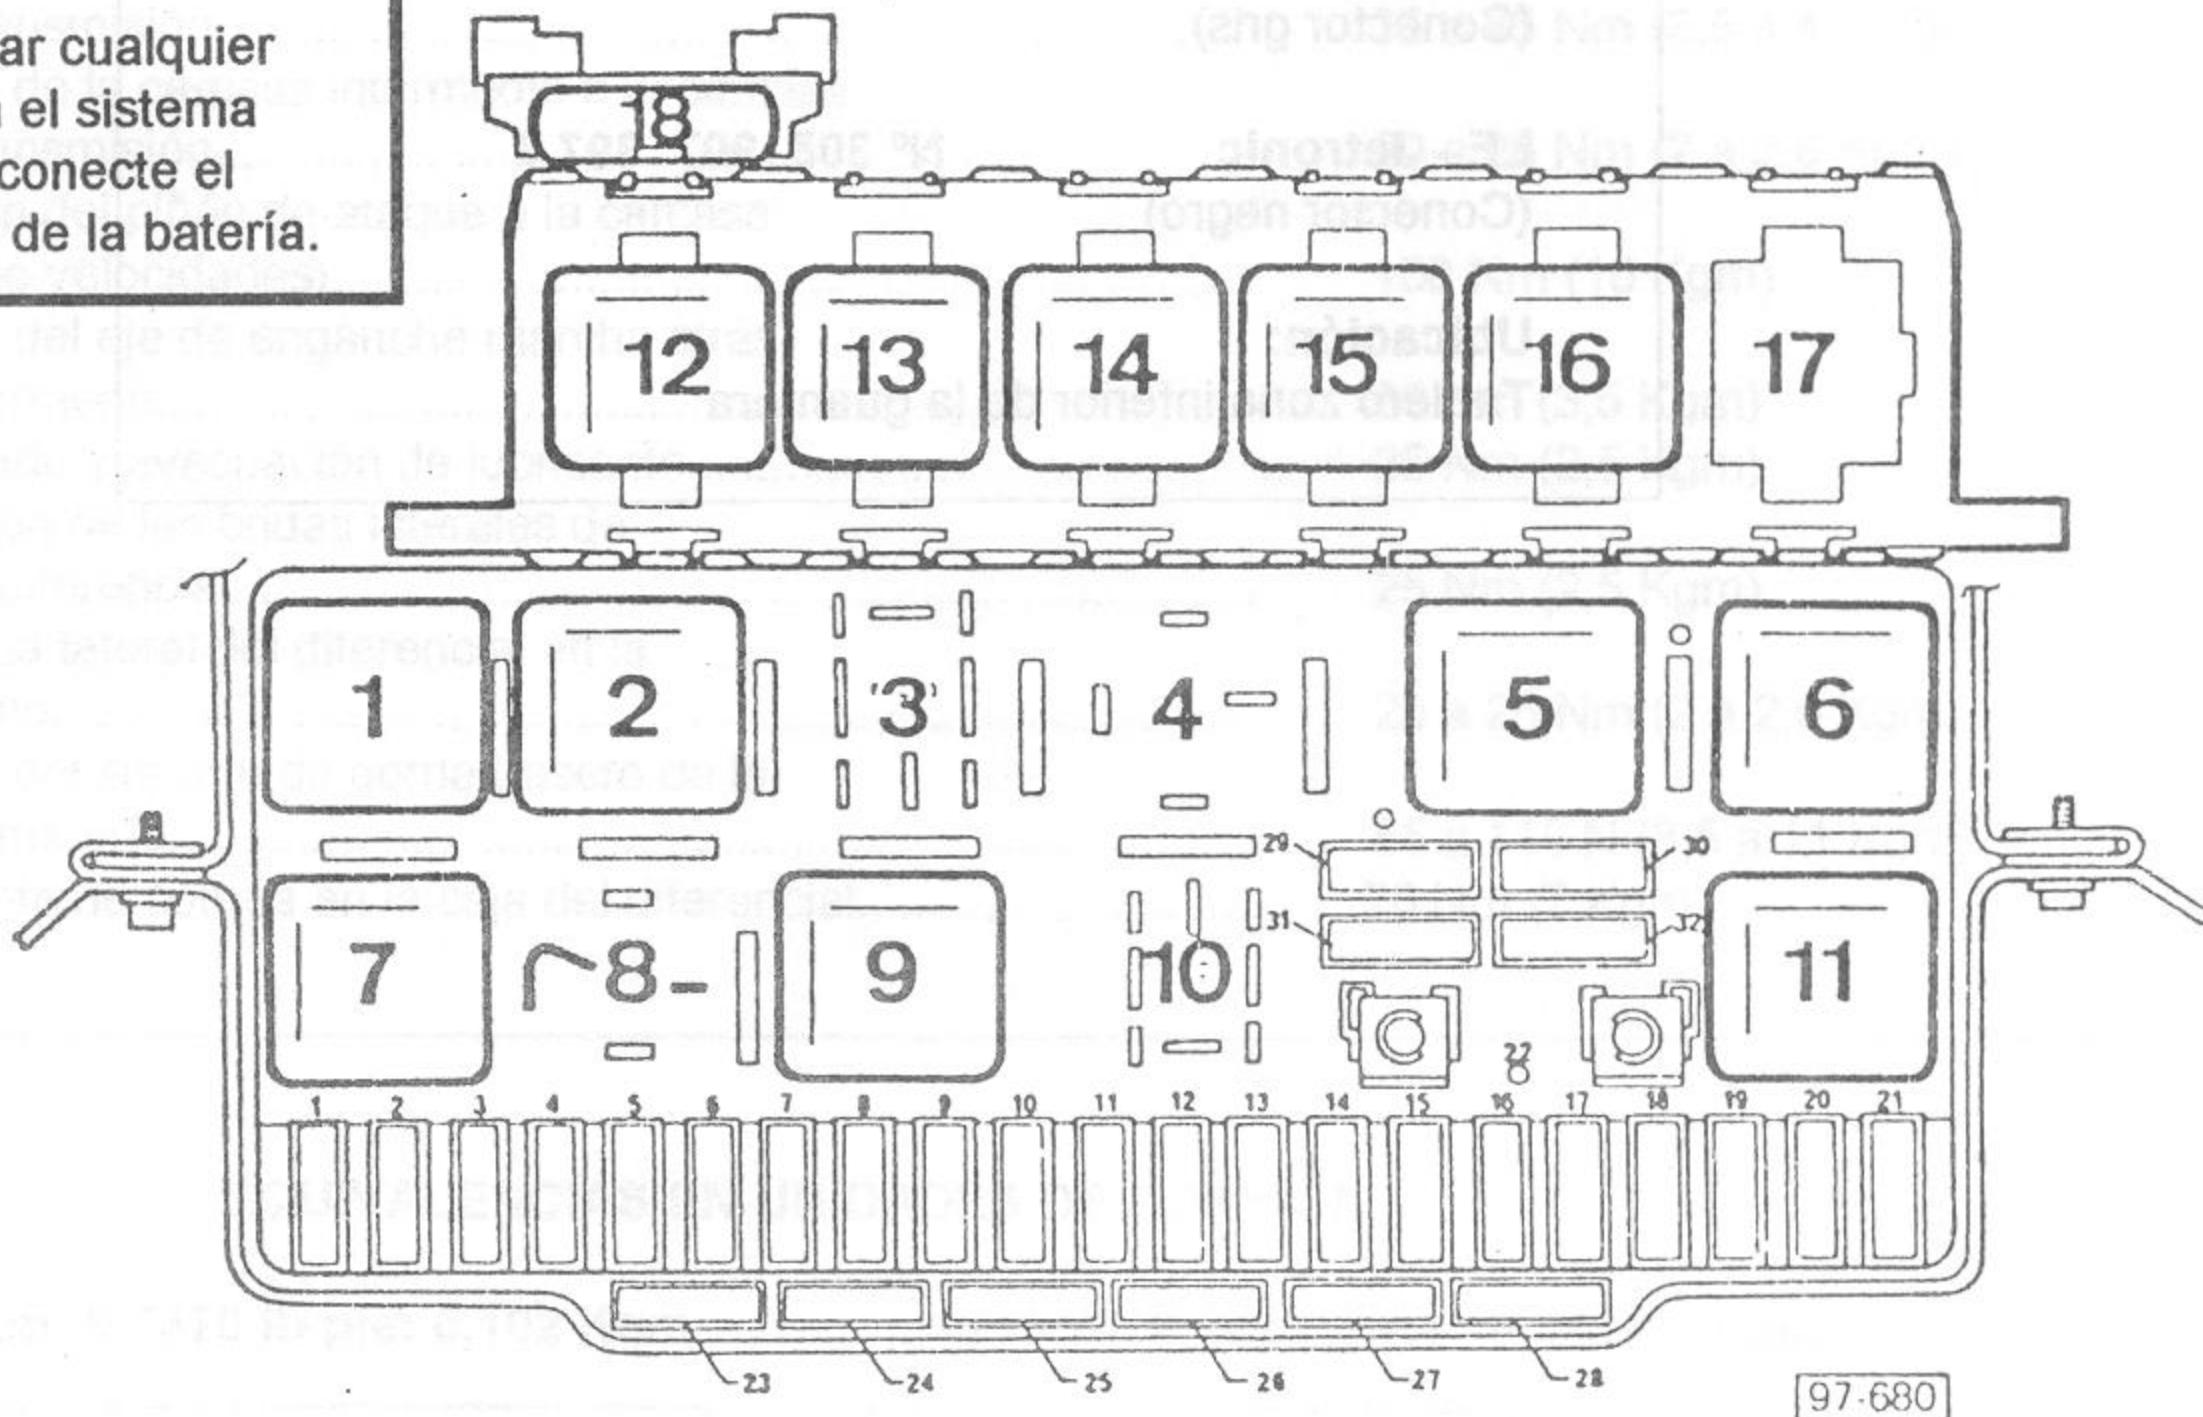 ar cualquier
el sistema
conecte el
de la batería.
18
12 13 14 15 16 17
1 2 3 4 5 6
29 30
31 32
7 8 9 10 11
22
1 2 3 4 5 6 7 8 9 10 11 12 13 14 15 16 17 18 19 20 21
23 24 25 26 27 28
97-680